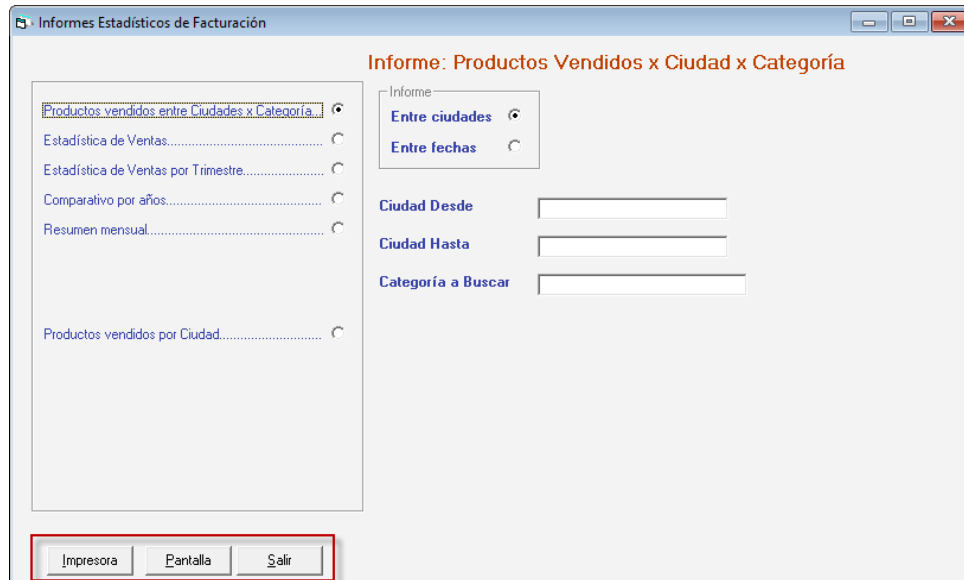 Informes Estadísticos de Facturación
Informe: Productos Vendidos x Ciudad x Categoría
Productos vendidos entre Ciudades x Categoría...
Estadística de Ventas..................................................
Estadística de Ventas por Trimestre..........................
Comparativo por años..................................................
Resumen mensual.........................................................
Productos vendidos por Ciudad.................................
Informe
Entre ciudades
Entre fechas
Ciudad Desde
Ciudad Hasta
Categoría a Buscar
Impresora Pantalla Salir